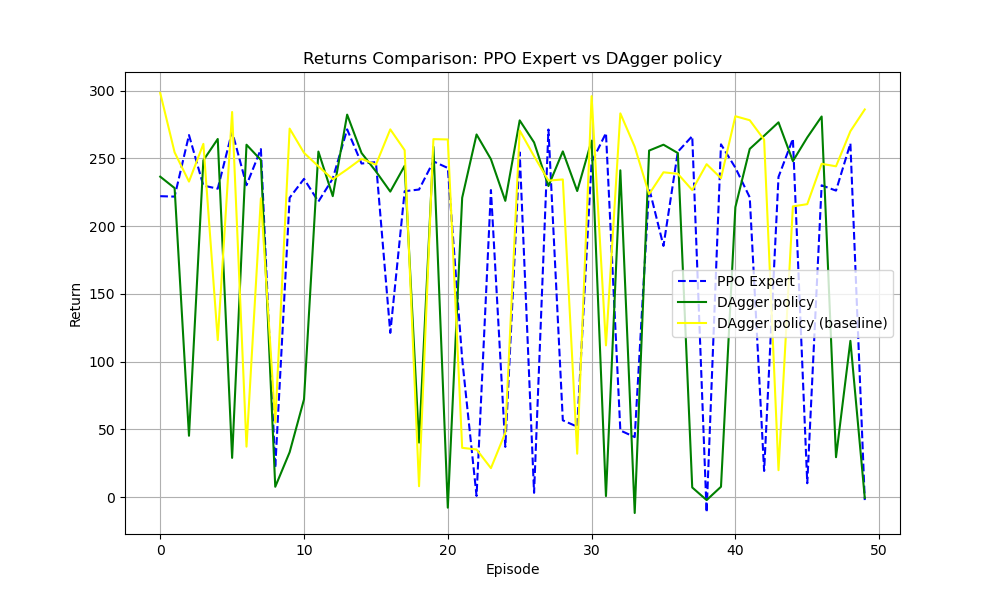 Returns Comparison: PPO Expert vs DAgger policy
300
250
200
150
100
50
0
Return
PPO Expert
DAgger policy
DAgger policy (baseline)
0 10 20 30 40 50
Episode